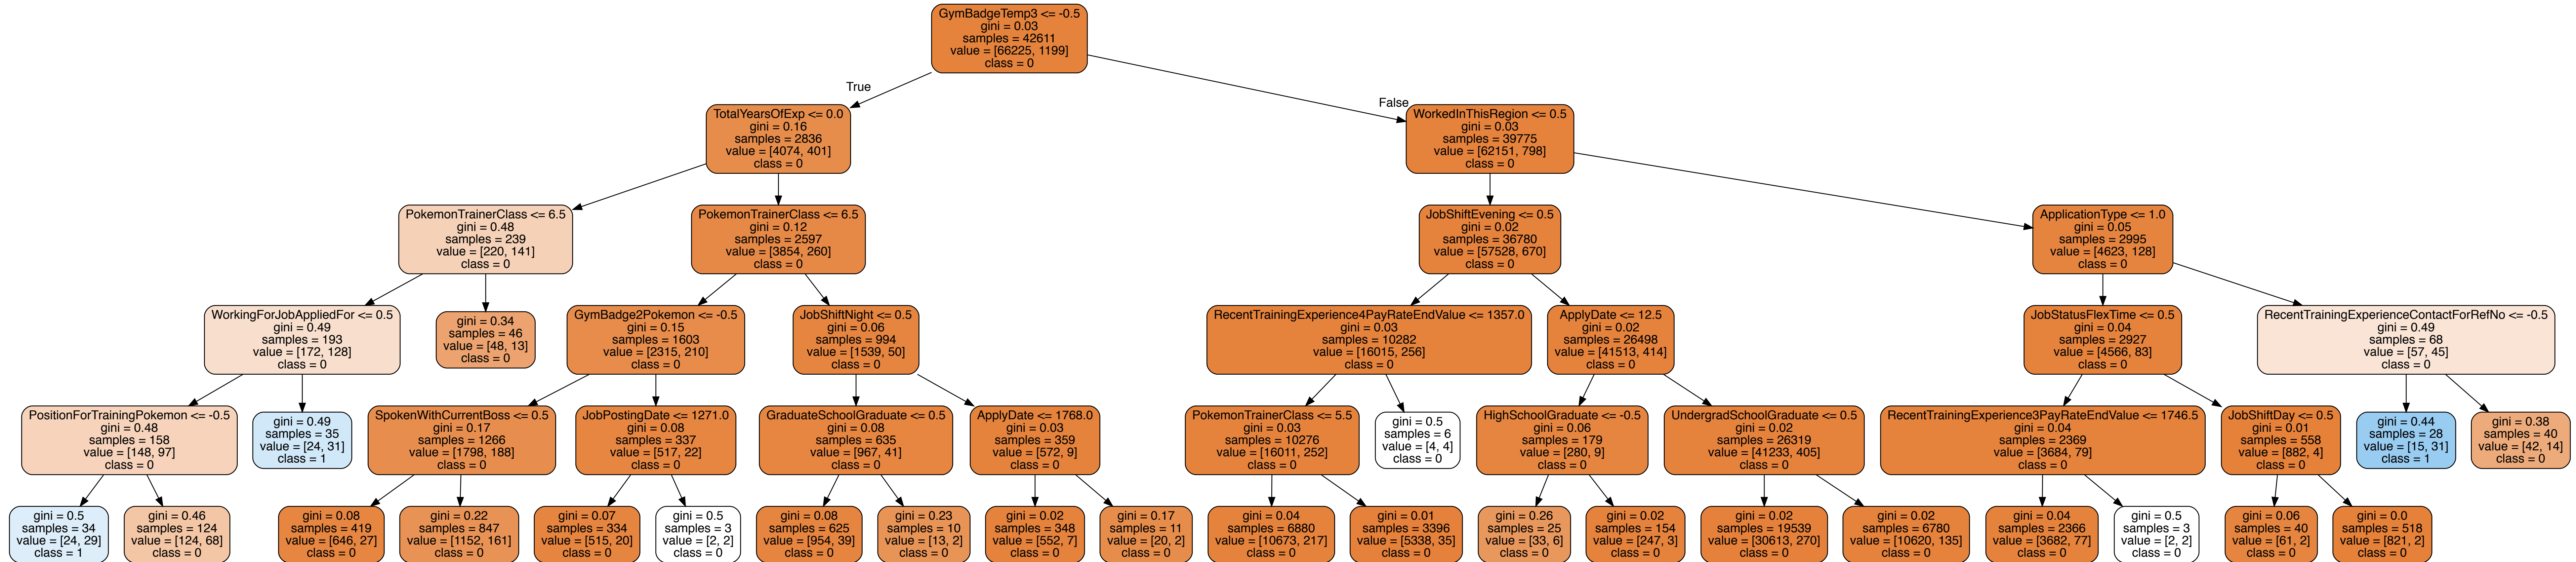 GymBadgeTemp3 <= -0.5
gini = 0.03
samples = 42611
value = [66225, 1199]
class = 0
True
False
TotalYearsOfExp <= 0.0
gini = 0.16
samples = 2836
value = [4074, 401]
class = 0
WorkedInThisRegion <= 0.5
gini = 0.03
samples = 39775
value = [62151, 798]
class = 0
PokemonTrainerClass <= 6.5
gini = 0.48
samples = 239
value = [220, 141]
class = 0
PokemonTrainerClass <= 6.5
gini = 0.12
samples = 2597
value = [3854, 260]
class = 0
JobShiftEvening <= 0.5
gini = 0.02
samples = 36780
value = [57528, 670]
class = 0
ApplicationType <= 1.0
gini = 0.05
samples = 2995
value = [4623, 128]
class = 0
WorkingForJobAppliedFor <= 0.5
gini = 0.49
samples = 193
value = [172, 128]
class = 0
gini = 0.34
samples = 46
value = [48, 13]
class = 0
GymBadge2Pokemon <= -0.5
gini = 0.15
samples = 1603
value = [2315, 210]
class = 0
JobShiftNight <= 0.5
gini = 0.06
samples = 994
value = [1539, 50]
class = 0
RecentTrainingExperience4PayRateEndValue <= 1357.0
gini = 0.03
samples = 10282
value = [16015, 256]
class = 0
ApplyDate <= 12.5
gini = 0.02
samples = 26498
value = [41513, 414]
class = 0
JobStatusFlexTime <= 0.5
gini = 0.04
samples = 2927
value = [4566, 83]
class = 0
RecentTrainingExperienceContactForRefNo <= -0.5
gini = 0.49
samples = 68
value = [57, 45]
class = 0
PositionForTrainingPokemon <= -0.5
gini = 0.48
samples = 158
value = [148, 97]
class = 0
gini = 0.49
samples = 35
value = [24, 31]
class = 1
SpokenWithCurrentBoss <= 0.5
gini = 0.17
samples = 1266
value = [1798, 188]
class = 0
JobPostingDate <= 1271.0
gini = 0.08
samples = 337
value = [517, 22]
class = 0
GraduateSchoolGraduate <= 0.5
gini = 0.08
samples = 635
value = [967, 41]
class = 0
ApplyDate <= 1768.0
gini = 0.03
samples = 359
value = [572, 9]
class = 0
PokemonTrainerClass <= 5.5
gini = 0.03
samples = 10276
value = [16011, 252]
class = 0
gini = 0.5
samples = 6
value = [4, 4]
class = 0
HighSchoolGraduate <= -0.5
gini = 0.06
samples = 179
value = [280, 9]
class = 0
UndergradSchoolGraduate <= 0.5
gini = 0.02
samples = 26319
value = [41233, 405]
class = 0
RecentTrainingExperience3PayRateEndValue <= 1746.5
gini = 0.04
samples = 2369
value = [3684, 79]
class = 0
JobShiftDay <= 0.5
gini = 0.01
samples = 558
value = [882, 4]
class = 0
gini = 0.44
samples = 28
value = [15, 31]
class = 1
gini = 0.38
samples = 40
value = [42, 14]
class = 0
gini = 0.5
samples = 34
value = [24, 29]
class = 1
gini = 0.46
samples = 124
value = [124, 68]
class = 0
gini = 0.08
samples = 419
value = [646, 27]
class = 0
gini = 0.22
samples = 847
value = [1152, 161]
class = 0
gini = 0.07
samples = 334
value = [515, 20]
class = 0
gini = 0.5
samples = 3
value = [2, 2]
class = 0
gini = 0.08
samples = 625
value = [954, 39]
class = 0
gini = 0.23
samples = 10
value = [13, 2]
class = 0
gini = 0.02
samples = 348
value = [552, 7]
class = 0
gini = 0.17
samples = 11
value = [20, 2]
class = 0
gini = 0.04
samples = 6880
value = [10673, 217]
class = 0
gini = 0.01
samples = 3396
value = [5338, 35]
class = 0
gini = 0.26
samples = 25
value = [33, 6]
class = 0
gini = 0.02
samples = 154
value = [247, 3]
class = 0
gini = 0.02
samples = 19539
value = [30613, 270]
class = 0
gini = 0.02
samples = 6780
value = [10620, 135]
class = 0
gini = 0.04
samples = 2366
value = [3682, 77]
class = 0
gini = 0.5
samples = 3
value = [2, 2]
class = 0
gini = 0.06
samples = 40
value = [61, 2]
class = 0
gini = 0.0
samples = 518
value = [821, 2]
class = 0